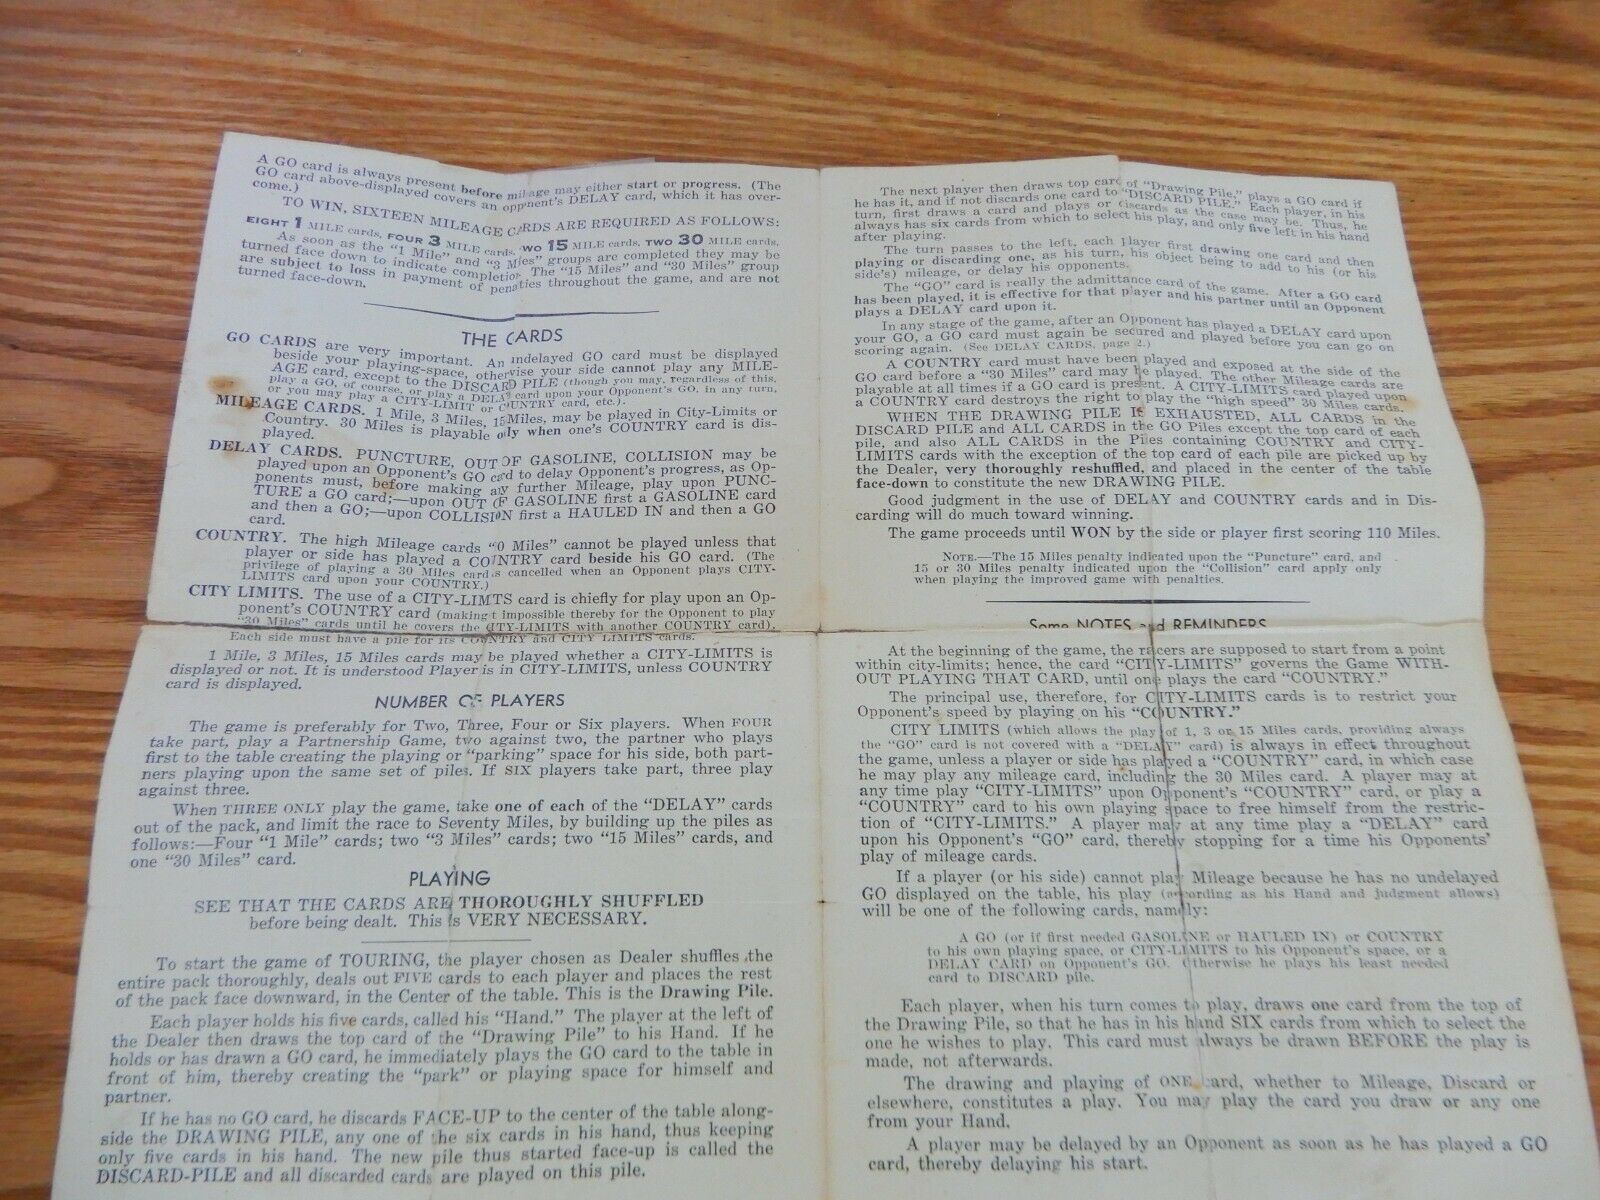 A GO card is always present before mileage may either start or progress. (The
GO card above-displayed covers an opponent's DELAY card, which it has over-
come.)
TO WIN, SIXTEEN MILEAGE CARDS ARE REQUIRED AS FOLLOWS:
EIGHT 1 MILE cards, FOUR 3 MILE cards, TWO 15 MILE cards, TWO 30 MILE cards.
As soon as the "1 Mile" and "3 Miles" groups are completed they may be
turned face down to indicate completion. The "15 Miles" and "30 Miles" group
are subject to loss in payment of penalties throughout the game, and are not
turned face-down.
THE CARDS
GO CARDS are very important. An undelayed GO card must be displayed
beside your playing-space, otherwise your side cannot play any MILE-
AGE card, except to the DISCARD PILE (though you may, regardless of this,
play a GO, of course, or play a DELAY card upon your Opponent's GO, in any turn,
or you may play a CITY-LIMIT or COUNTRY card, etc.).
MILEAGE CARDS. 1 Mile, 3 Miles, 15 Miles, may be played in City-Limits or
Country. 30 Miles is playable only when one's COUNTRY card is dis-
played.
DELAY CARDS. PUNCTURE, OUT OF GASOLINE, COLLISION may be
played upon an Opponent's GO card to delay Opponent's progress, as Op-
ponents must, before making any further Mileage, play upon PUNC-
TURE a GO card;—upon OUT OF GASOLINE first a GASOLINE card
and then a GO;—upon COLLISION first a HAULED IN and then a GO
card.
COUNTRY. The high Mileage cards "0 Miles" cannot be played unless that
player or side has played a COUNTRY card beside his GO card. (The
privilege of playing a 30 Miles card is cancelled when an Opponent plays CITY-
LIMITS card upon your COUNTRY.)
CITY LIMITS. The use of a CITY-LIMTS card is chiefly for play upon an Op-
ponent's COUNTRY card (making t impossible thereby for the Opponent to play
"30 Miles" cards until he covers the CITY-LIMITS with another COUNTRY card).
Each side must have a pile for its COUNTRY and CITY LIMITS cards.
1 Mile, 3 Miles, 15 Miles cards may be played whether a CITY-LIMITS is
displayed or not. It is understood Player is in CITY-LIMITS, unless COUNTRY
card is displayed.
NUMBER OF PLAYERS
The game is preferably for Two, Three, Four or Six players. When FOUR
take part, play a Partnership Game, two against two, the partner who plays
first to the table creating the playing or "parking" space for his side, both part-
ners playing upon the same set of piles. If SIX players take part, three play
against three.
When THREE ONLY play the game, take one of each of the "DELAY" cards
out of the pack, and limit the race to Seventy Miles, by building up the piles as
follows:—Four "1 Mile" cards; two "3 Miles" cards; two "15 Miles" cards, and
one "30 Miles" card.
PLAYING
SEE THAT THE CARDS ARE THOROUGHLY SHUFFLED
before being dealt. This is VERY NECESSARY.
To start the game of TOURING, the player chosen as Dealer shuffles the
entire pack thoroughly, deals out FIVE cards to each player and places the rest
of the pack face downward, in the Center of the table. This is the Drawing Pile.
Each player holds his five cards, called his "Hand." The player at the left of
the Dealer then draws the top card of the "Drawing Pile" to his Hand. If he
holds or has drawn a GO card, he immediately plays the GO card to the table in
front of him, thereby creating the "park" or playing space for himself and
partner.
If he has no GO card, he discards FACE-UP to the center of the table along-
side the DRAWING PILE, any one of the six cards in his hand, thus keeping
only five cards in his hand. The new pile thus started face-up is called the
DISCARD-PILE and all discarded cards are played on this pile.
The next player then draws top card of "Drawing Pile," plays a GO card if
he has it, and if not discards one card to "DISCARD PILE." Each player, in his
turn, first draws a card and plays or discards as the case may be. Thus, he
always has six cards from which to select his play, and only five left in his hand
after playing.
The turn passes to the left, each player first drawing one card and then
playing or discarding one, as his turn, his object being to add to his (or his
side's) mileage, or delay his opponents.
The "GO" card is really the admittance card of the game. After a GO card
has been played, it is effective for that player and his partner until an Opponent
plays a DELAY card upon it.
In any stage of the game, after an Opponent has played a DELAY card upon
your GO, a GO card must again be secured and played before you can go on
scoring again. (See DELAY CARDS, page 2.)
A COUNTRY card must have been played and exposed at the side of the
GO card before a "30 Miles" card may be played. The other Mileage cards are
playable at all times if a GO card is present. A CITY-LIMITS card played upon
a COUNTRY card destroys the right to play the "high speed" 30 Miles cards.
WHEN THE DRAWING PILE IS EXHAUSTED, ALL CARDS in the
DISCARD PILE and ALL CARDS in the GO Piles except the top card of each
pile, and also ALL CARDS in the Piles containing COUNTRY and CITY-
LIMITS cards with the exception of the top card of each pile are picked up by
the Dealer, very thoroughly reshuffled, and placed in the center of the table
face-down to constitute the new DRAWING PILE.
Good judgment in the use of DELAY and COUNTRY cards and in Dis-
carding will do much toward winning.
The game proceeds until WON by the side or player first scoring 110 Miles.
NOTE.—The 15 Miles penalty indicated upon the "Puncture" card, and
15 or 30 Miles penalty indicated upon the "Collision" card apply only
when playing the improved game with penalties.
Some NOTES and REMINDERS
At the beginning of the game, the racers are supposed to start from a point
within city-limits; hence, the card "CITY-LIMITS" governs the Game WITH-
OUT PLAYING THAT CARD, until one plays the card "COUNTRY."
The principal use, therefore, for CITY-LIMITS cards is to restrict your
Opponent's speed by playing on his "COUNTRY."
CITY LIMITS (which allows the play of 1, 3 or 15 Miles cards, providing always
the "GO" card is not covered with a "DELAY" card) is always in effect throughout
the game, unless a player or side has played a "COUNTRY" card, in which case
he may play any mileage card, including the 30 Miles card. A player may at
any time play "CITY-LIMITS" upon Opponent's "COUNTRY" card, or play a
"COUNTRY" card to his own playing space to free himself from the restric-
tion of "CITY-LIMITS." A player may at any time play a "DELAY" card
upon his Opponent's "GO" card, thereby stopping for a time his Opponents'
play of mileage cards.
If a player (or his side) cannot play Mileage because he has no undelayed
GO displayed on the table, his play (according as his Hand and judgment allows)
will be one of the following cards, namely:
A GO (or if first needed GASOLINE or HAULED IN) or COUNTRY
to his own playing space, or CITY-LIMITS to his Opponent's space, or a
DELAY CARD on Opponent's GO. Otherwise he plays his least needed
card to DISCARD pile.
Each player, when his turn comes to play, draws one card from the top of
the Drawing Pile, so that he has in his hand SIX cards from which to select the
one he wishes to play. This card must always be drawn BEFORE the play is
made, not afterwards.
The drawing and playing of ONE card, whether to Mileage, Discard or
elsewhere, constitutes a play. You may play the card you draw or any one
from your Hand.
A player may be delayed by an Opponent as soon as he has played a GO
card, thereby delaying his start.